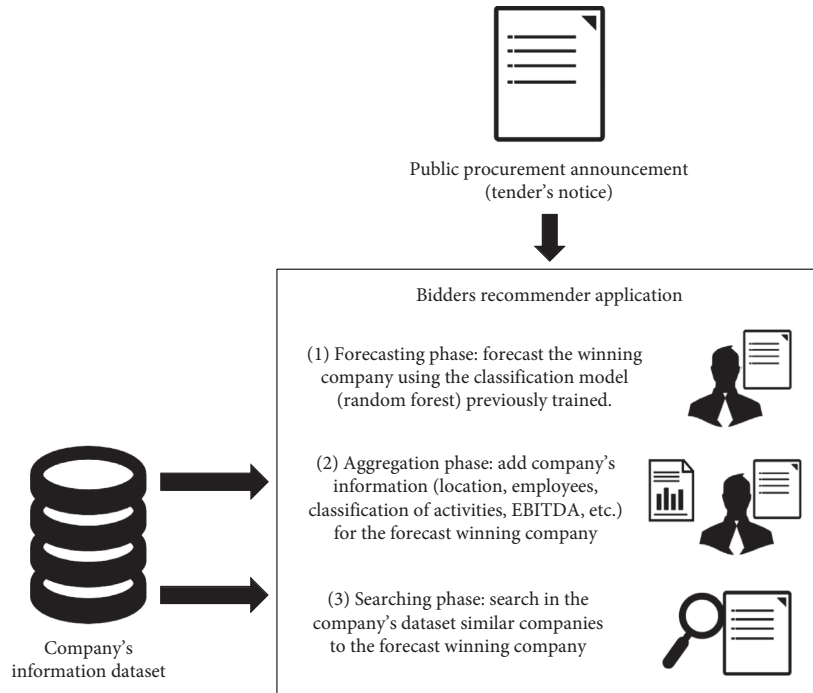 Public procurement announcement
(tender's notice)
Bidders recommender application
(1) Forecasting phase: forecast the winning
company using the classification model
(random forest) previously trained.
(2) Aggregation phase: add company's
information (location, employees,
classification of activities, EBITDA, etc.)
for the forecast winning company
(3) Searching phase: search in the
company's dataset similar companies
to the forecast winning company
Company's
information dataset